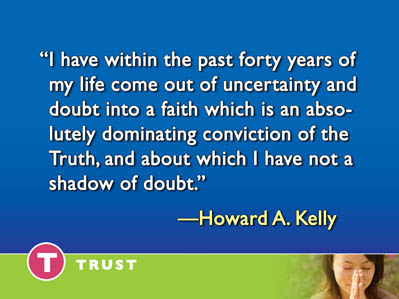 “I have within the past forty years of
my life come out of uncertainty and
doubt into a faith which is an abso-
lutely dominating conviction of the
Truth, and about which I have not a
shadow of doubt.”
—Howard A. Kelly
T TRUST